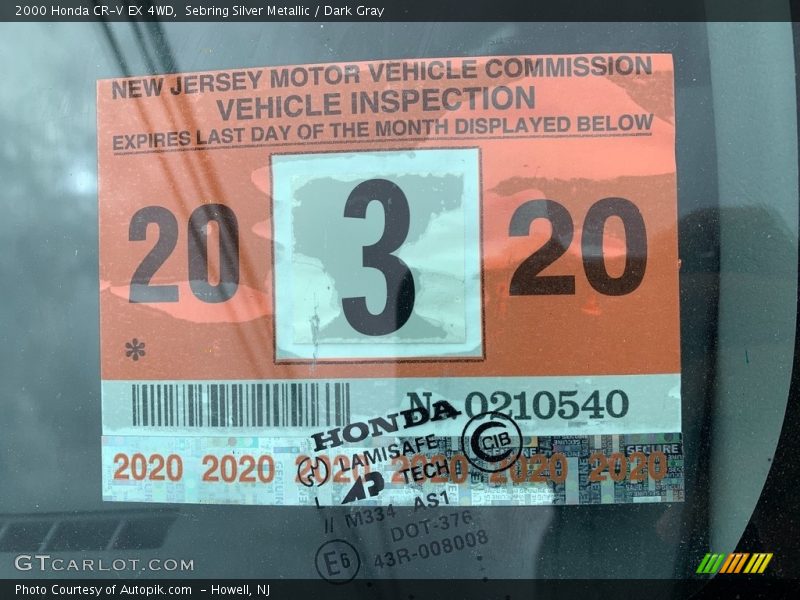 2000 Honda CR-V EX 4WD, Sebring Silver Metallic / Dark Gray
NEW JERSEY MOTOR VEHICLE COMMISSION
VEHICLE INSPECTION
EXPIRES LAST DAY OF THE MONTH DISPLAYED BELOW
20 3 20
*
No 0210540
HONDA
CIB
LAMISAFE
2020 2020 2020 2020 2020 2020
TECH
AS1
M334
DOT-376
E6 43R-008008
GTCARLOT.COM
Photo Courtesy of Autopik.com - Howell, NJ